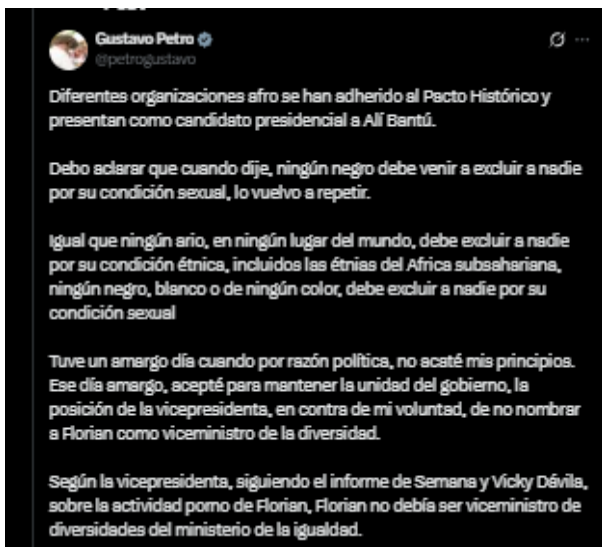 Gustavo Petro
@petrogustavo
Diferentes organizaciones afro se han adherido al Pacto Histórico y
presentan como candidato presidencial a Alí Bantú.
Debo aclarar que cuando dije, ningún negro debe venir a excluir a nadie
por su condición sexual, lo vuelvo a repetir.
Igual que ningún ario, en ningún lugar del mundo, debe excluir a nadie
por su condición étnica, incluidos las étnias del Africa subsahariana,
ningún negro, blanco o de ningún color, debe excluir a nadie por su
condición sexual
Tuve un amargo día cuando por razón política, no acaté mis principios.
Ese día amargo, acepté para mantener la unidad del gobierno, la
posición de la vicepresidenta, en contra de mi voluntad, de no nombrar
a Florian como viceministro de la diversidad.
Según la vicepresidenta, siguiendo el informe de Semana y Vicky Dávila,
sobre la actividad porno de Florian, Florian no debía ser viceministro de
diversidades del ministerio de la igualdad.